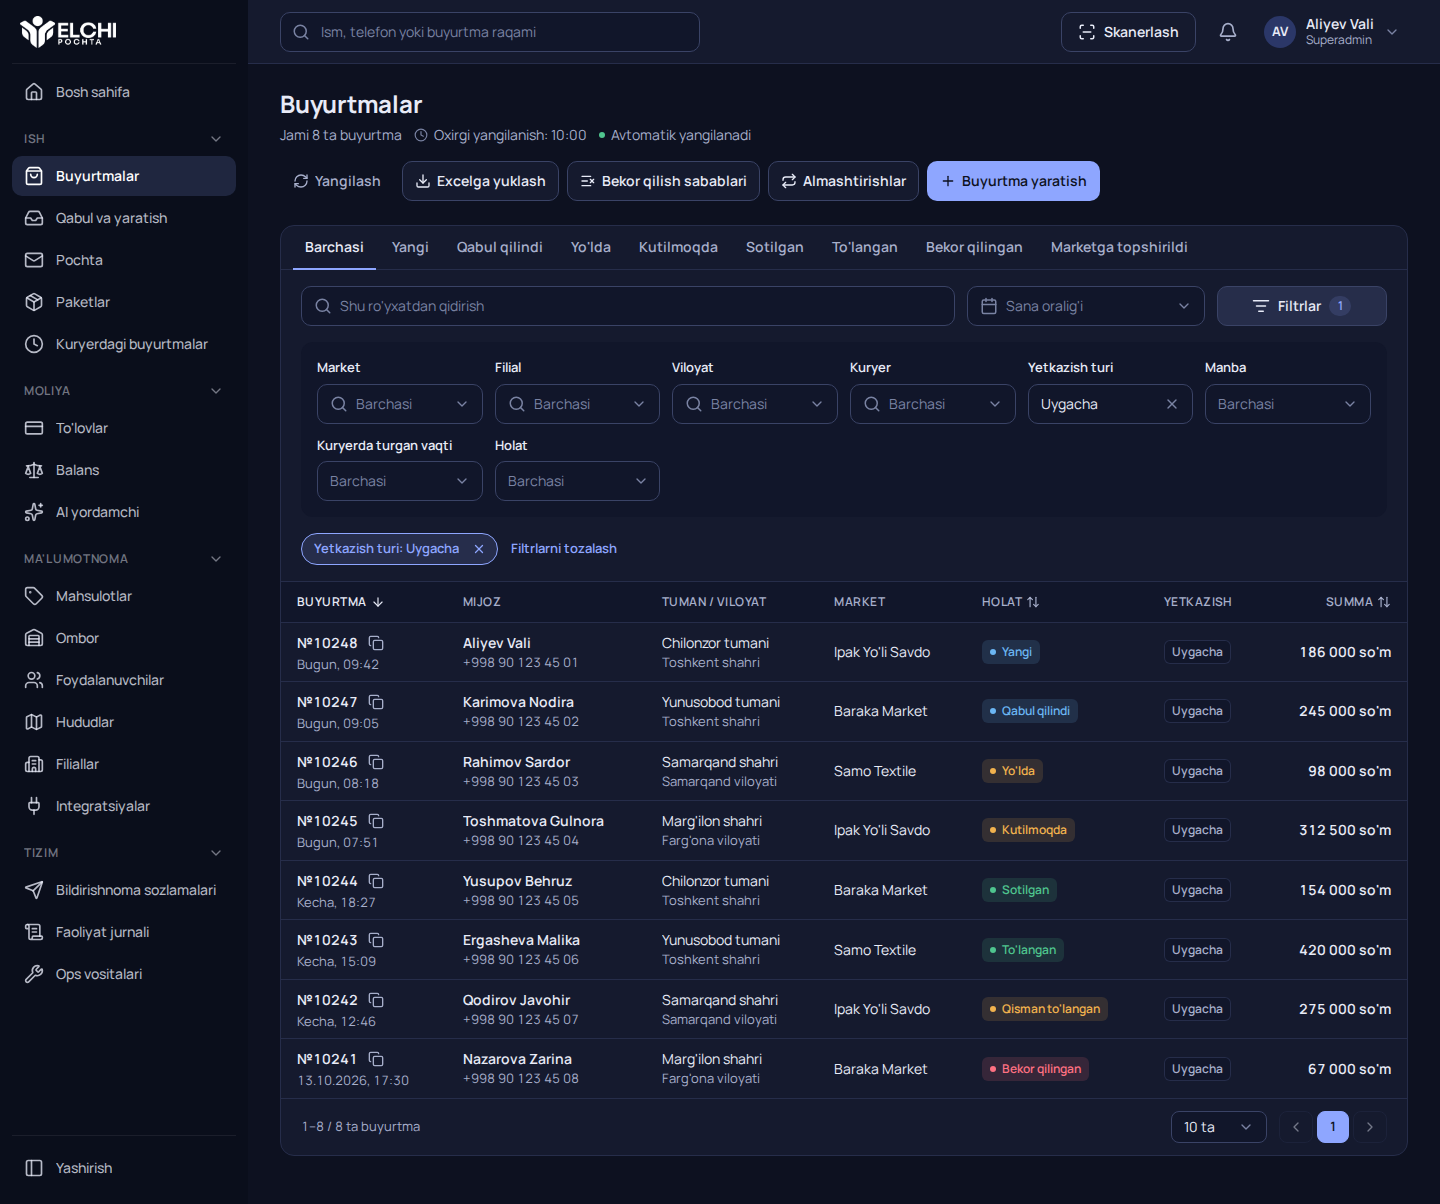 ELCHI
POCHTA
Ism, telefon yoki buyurtma raqami
Skanerlash
AV
Aliyev Vali
Superadmin
Bosh sahifa
ISH
Buyurtmalar
Qabul va yaratish
Pochta
Paketlar
Kuryerdagi buyurtmalar
MOLIYA
To'lovlar
Balans
AI yordamchi
MA'LUMOTNOMA
Mahsulotlar
Ombor
Foydalanuvchilar
Hududlar
Filiallar
Integratsiyalar
TIZIM
Bildirishnoma sozlamalari
Faoliyat jurnali
Ops vositalari
Yashirish
Buyurtmalar
Jami 8 ta buyurtma Oxirgi yangilanish: 10:00 Avtomatik yangilanadi
Yangilash Excelga yuklash Bekor qilish sabablari Almashtirishlar Buyurtma yaratish
Barchasi Yangi Qabul qilindi Yo'lda Kutilmoqda Sotilgan To'langan Bekor qilingan Marketga topshirildi
Shu ro'yxatdan qidirish Sana oralig'i Filtrlar 1
Market Filial Viloyat Kuryer Yetkazish turi Manba
Barchasi Barchasi Barchasi Barchasi Uygacha Barchasi
Kuryerda turgan vaqti Holat
Barchasi Barchasi
Yetkazish turi: Uygacha Filtrlarni tozalash
BUYURTMA MIJOZ TUMAN / VILOYAT MARKET HOLAT YETKAZISH SUMMA
№10248 Aliyev Vali Chilonzor tumani Ipak Yo'li Savdo Yangi Uygacha 186 000 so'm
Bugun, 09:42 +998 90 123 45 01 Toshkent shahri
№10247 Karimova Nodira Yunusobod tumani Baraka Market Qabul qilindi Uygacha 245 000 so'm
Bugun, 09:05 +998 90 123 45 02 Toshkent shahri
№10246 Rahimov Sardor Samarqand shahri Samo Textile Yo'lda Uygacha 98 000 so'm
Bugun, 08:18 +998 90 123 45 03 Samarqand viloyati
№10245 Toshmatova Gulnora Marg'ilon shahri Ipak Yo'li Savdo Kutilmoqda Uygacha 312 500 so'm
Bugun, 07:51 +998 90 123 45 04 Farg'ona viloyati
№10244 Yusupov Behruz Chilonzor tumani Baraka Market Sotilgan Uygacha 154 000 so'm
Kecha, 18:27 +998 90 123 45 05 Toshkent shahri
№10243 Ergasheva Malika Yunusobod tumani Samo Textile To'langan Uygacha 420 000 so'm
Kecha, 15:09 +998 90 123 45 06 Toshkent shahri
№10242 Qodirov Javohir Samarqand shahri Ipak Yo'li Savdo Qisman to'langan Uygacha 275 000 so'm
Kecha, 12:46 +998 90 123 45 07 Samarqand viloyati
№10241 Nazarova Zarina Marg'ilon shahri Baraka Market Bekor qilingan Uygacha 67 000 so'm
13.10.2026, 17:30 +998 90 123 45 08 Farg'ona viloyati
1–8 / 8 ta buyurtma 10 ta 1